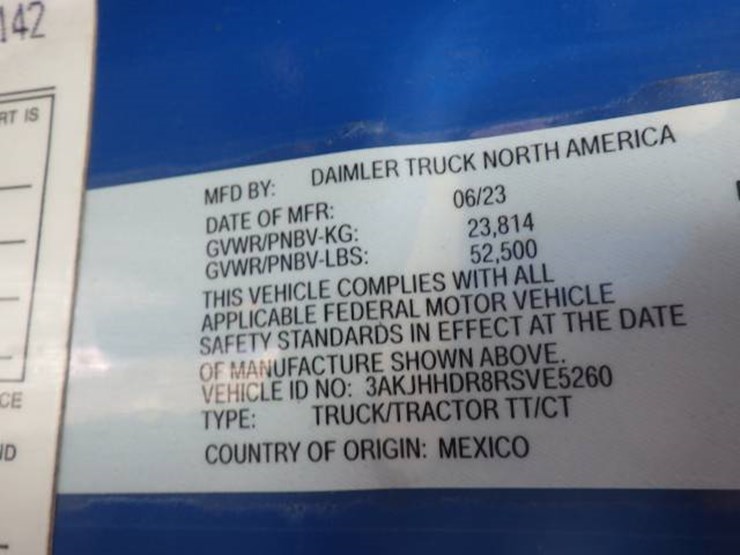 142
RT IS
CE
MFD BY: DAIMLER TRUCK NORTH AMERICA
DATE OF MFR: 06/23
GVWR/PNBV-KG: 23,814
GVWR/PNBV-LBS: 52,500
THIS VEHICLE COMPLIES WITH ALL
APPLICABLE FEDERAL MOTOR VEHICLE
SAFETY STANDARDS IN EFFECT AT THE DATE
OF MANUFACTURE SHOWN ABOVE.
VEHICLE ID NO: 3AKJHHDR8RSVE5260
TYPE: TRUCK/TRACTOR TT/CT
COUNTRY OF ORIGIN: MEXICO